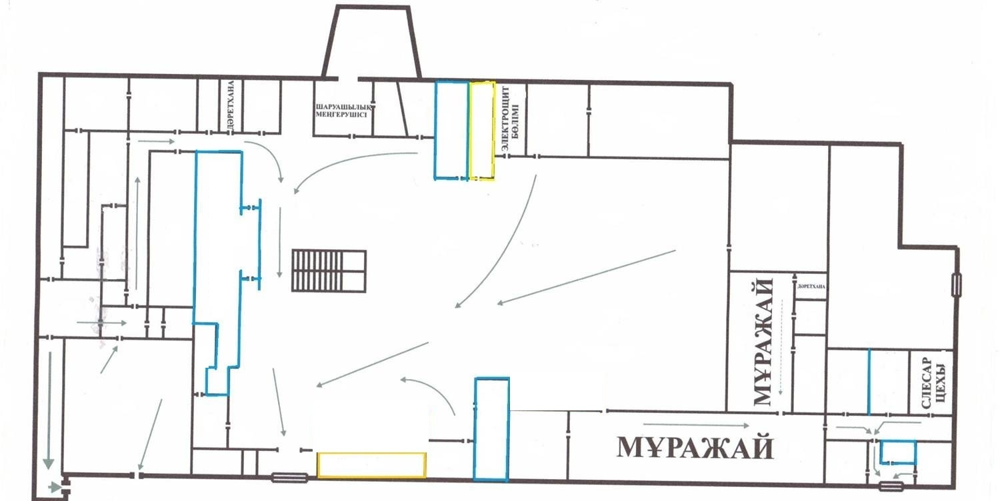 ДӘРЕТХАНА
ШАРУАШЫЛЫҚ
МЕҢГЕРУШІСІ
ЭЛЕКТРОЩИТ
БӨЛІМІ
МҰРАЖАЙ
ДӘРЕТХАНА
СЛЕСАР
ЦЕХЫ
МҰРАЖАЙ